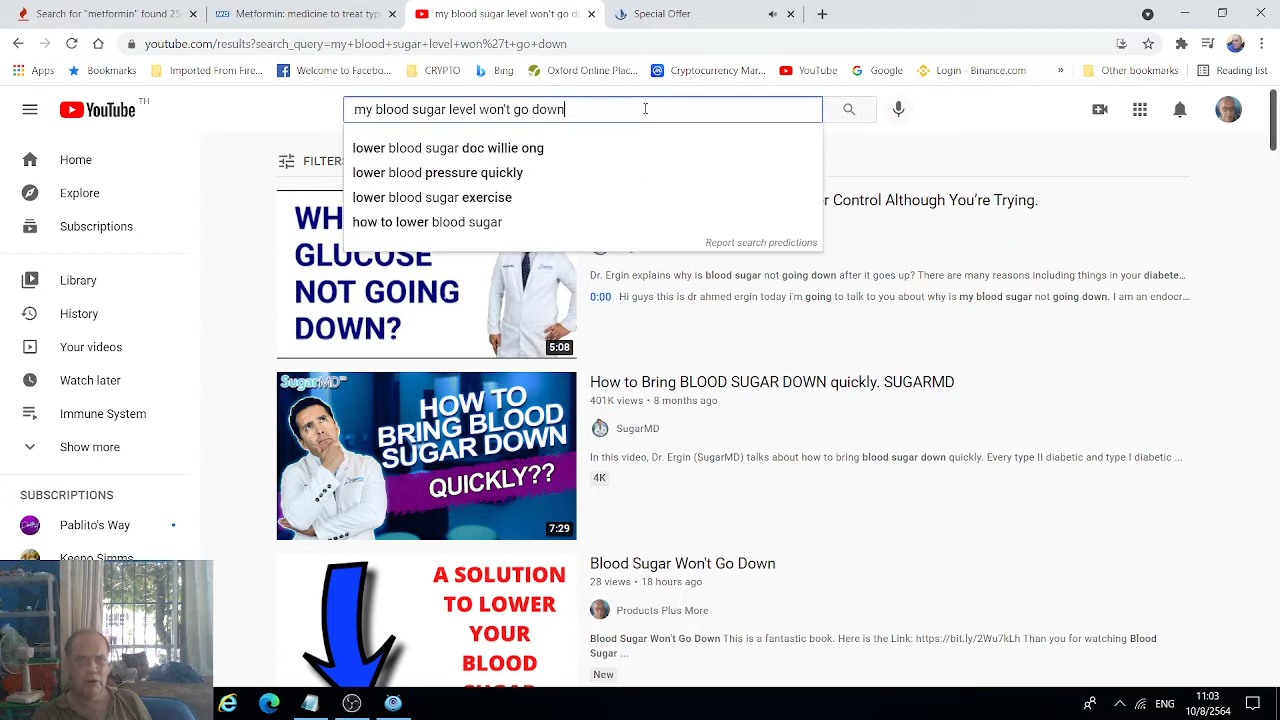 "metformin" found 25
Metformin: medicine to treat typ
my blood sugar level won't go d
Special Offer
youtube.com/results?search_query=my+blood+sugar+level+won%27t+go+down
Apps
Bookmarks
Imported From Fire...
Welcome to Facebo...
CRYPTO
Bing
Oxford Online Plac...
Cryptocurrency Mar...
YouTube
Google
Login · Binance.com
»
Other bookmarks
Reading list
YouTube TH
my blood sugar level won't go down
lower blood sugar doc willie ong
lower blood pressure quickly
lower blood sugar exercise
how to lower blood sugar
Report search predictions
FILTERS
Home
Explore
Subscriptions
Library
History
Your videos
Watch later
Immune System
Show more
SUBSCRIPTIONS
Pablito's Way
Keeno Simms
WH
GLUCOSE
NOT GOING
DOWN?
5:08
r Control Although You're Trying.
Dr. Ergin explains why is blood sugar not going down after it goes up? There are many reasons including things in your diabete...
0:00 Hi guys this is dr ahmed ergin today i'm going to talk to you about why is my blood sugar not going down. I am an endocr...
SugarMD
HOW TO
BRING BLOOD
SUGAR DOWN
QUICKLY??
7:29
How to Bring BLOOD SUGAR DOWN quickly. SUGARMD
401K views • 8 months ago
SugarMD
In this video, Dr. Ergin (SugarMD) talks about how to bring blood sugar down quickly. Every type II diabetic and type I diabetic ...
4K
A SOLUTION
TO LOWER
YOUR
BLOOD
Blood Sugar Won't Go Down
28 views • 18 hours ago
Products Plus More
Blood Sugar Won't Go Down This is a fantastic book. Here is the Link: https://bit.ly/2Wu7kLh Than you for watching Blood
Sugar ...
New
ENG
11:03
10/8/2564